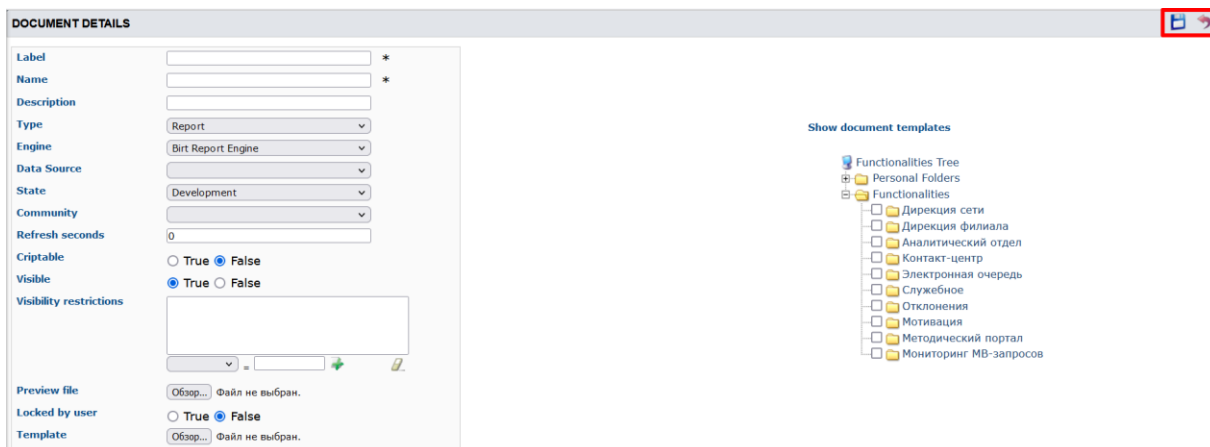 DOCUMENT DETAILS
Label *
Name *
Description
Type Report
Engine Birt Report Engine
Data Source
State Development
Community
Refresh seconds 0
Criptable True False
Visible True False
Visibility restrictions
=
Preview file Обзор... Файл не выбран.
Locked by user True False
Template Обзор... Файл не выбран.
Show document templates
Functionalities Tree
Personal Folders
Functionalities
Дирекция сети
Дирекция филиала
Аналитический отдел
Контакт-центр
Электронная очередь
Служебное
Отклонения
Мотивация
Методический портал
Мониторинг МВ-запросов